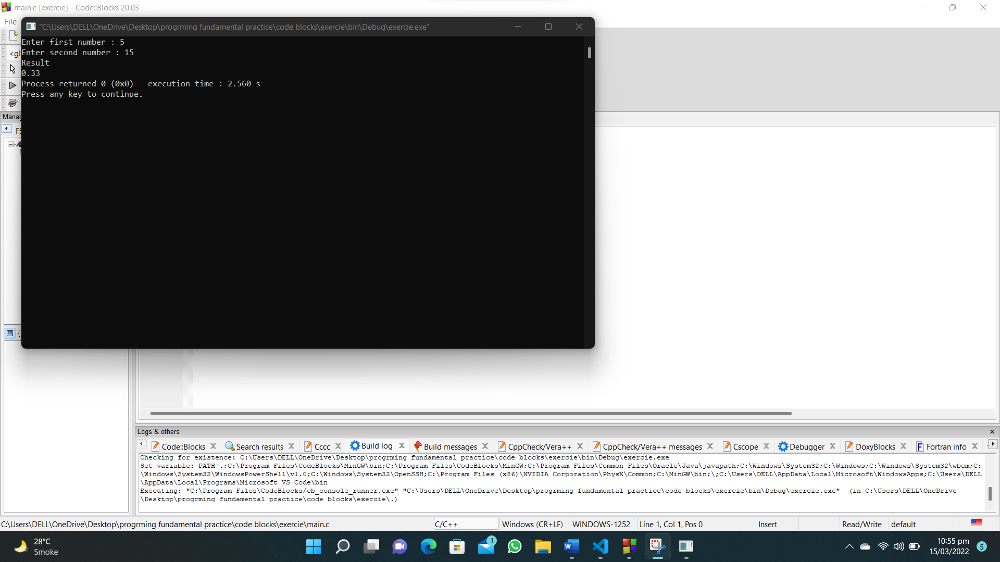 main.c [exercie] - Code::Blocks 20.03
File
"C:\Users\DELL\OneDrive\Desktop\progrming fundamental practice\code blocks\exercie\bin\Debug\exercie.exe"
Enter first number : 5
<gl
Enter second number : 15
Result
0.33
Process returned 0 (0x0)   execution time : 2.560 s
Press any key to continue.
Manag
FS
{
Logs & others
Code::Blocks
Search results
Cccc
Build log
Build messages
CppCheck/Vera++
CppCheck/Vera++ messages
Cscope
Debugger
DoxyBlocks
Fortran info
Checking for existence: C:\Users\DELL\OneDrive\Desktop\progrming fundamental practice\code blocks\exercie\bin\Debug\exercie.exe
Set variable: PATH=.;C:\Program Files\CodeBlocks\MinGW\bin;C:\Program Files\CodeBlocks\MinGW;C:\Program Files\Common Files\Oracle\Java\javapath;C:\Windows\System32;C:\Windows;C:\Windows\System32\wbem;C:
\Windows\System32\WindowsPowerShell\v1.0;C:\Windows\System32\OpenSSH;C:\Program Files (x86)\NVIDIA Corporation\PhysX\Common;C:\MinGW\bin;\;C:\Users\DELL\AppData\Local\Microsoft\WindowsApps;C:\Users\DELL
\AppData\Local\Programs\Microsoft VS Code\bin
Executing: "C:\Program Files\CodeBlocks/cb_console_runner.exe" "C:\Users\DELL\OneDrive\Desktop\progrming fundamental practice\code blocks\exercie\bin\Debug\exercie.exe"  (in C:\Users\DELL\OneDrive
\Desktop\progrming fundamental practice\code blocks\exercie\.)
C:\Users\DELL\OneDrive\Desktop\progrming fundamental practice\code blocks\exercie\main.c
C/C++
Windows (CR+LF)
WINDOWS-1252
Line 1, Col 1, Pos 0
Insert
Read/Write
default
28°C
Smoke
1
10:55 pm
15/03/2022
5